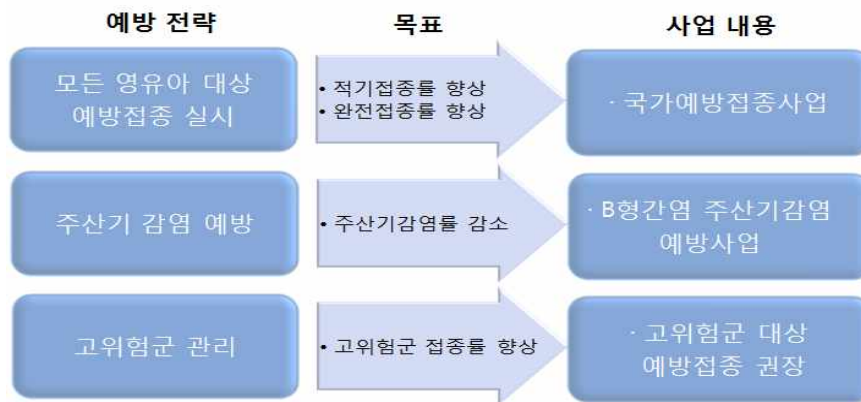 예방 전략
목표
사업 내용
모든 영유아 대상
예방접종 실시
• 적기접종률 향상
• 완전접종률 향상
· 국가예방접종사업
주산기 감염 예방
• 주산기감염률 감소
· B형간염 주산기감염
예방사업
고위험군 관리
• 고위험군 접종률 향상
· 고위험군 대상
예방접종 권장